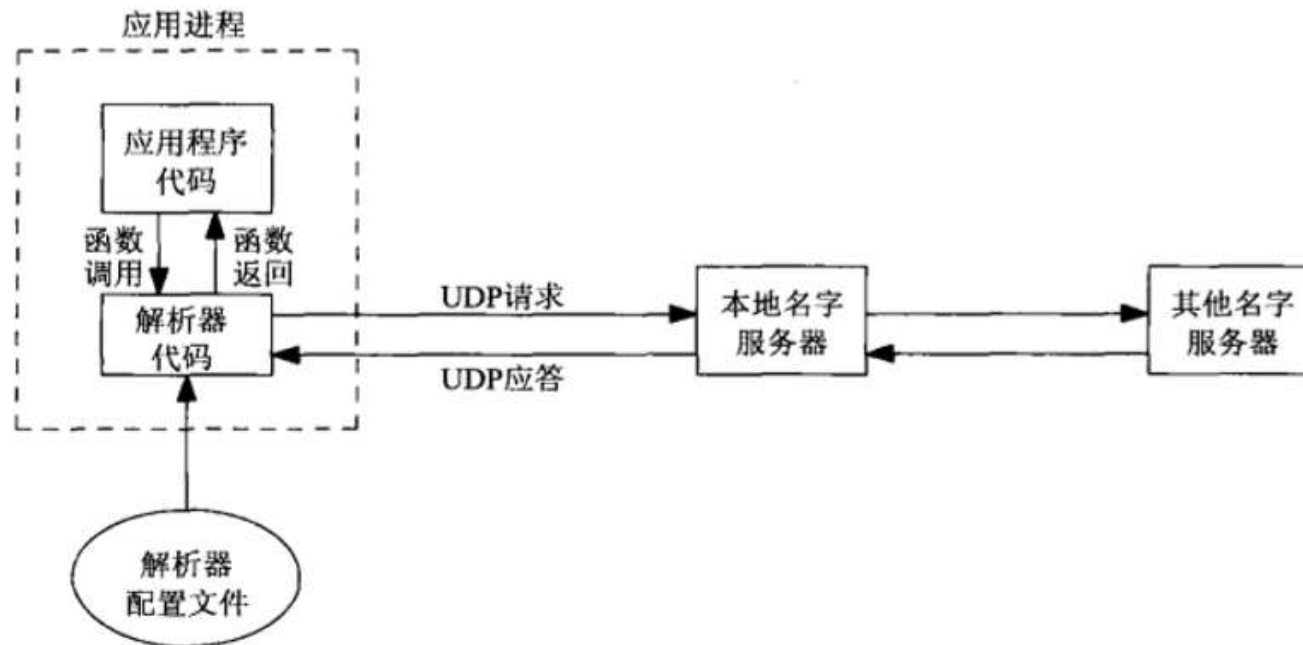 应用进程
应用程序
代码
函数
调用
函数
返回
解析器
代码
UDP请求
UDP应答
本地名字
服务器
其他名字
服务器
解析器
配置文件